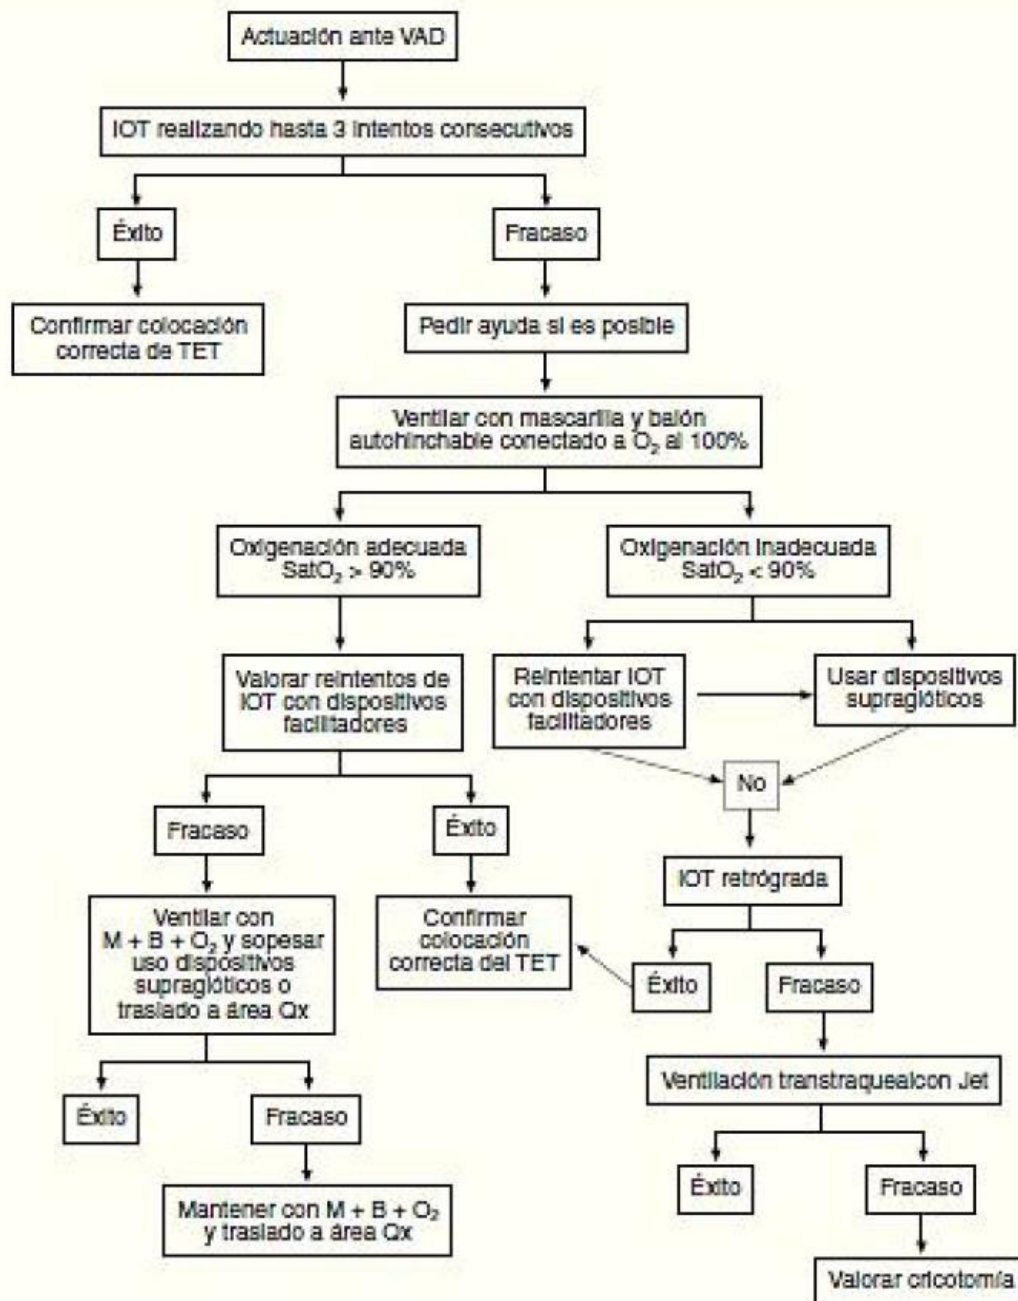 Actuación ante VAD
IOT realizando hasta 3 intentos consecutivos
Éxito
Fracaso
Confirmar colocación
correcta de TET
Pedir ayuda si es posible
Ventilar con mascarilla y balón
autohinchable conectado a O₂ al 100%
Oxigenación adecuada
SatO₂ > 90%
Oxigenación inadecuada
SatO₂ < 90%
Valorar reintentos de
IOT con dispositivos
facilitadores
Reintentar IOT
con dispositivos
facilitadores
Usar dispositivos
supraglóticos
No
Fracaso
Éxito
IOT retrógrada
Ventilar con
M + B + O₂ y sopesar
uso dispositivos
supraglóticos o
traslado a área Qx
Confirmar
colocación
correcta del TET
Éxito
Fracaso
Ventilación transtraquealcon Jet
Éxito
Fracaso
Éxito
Fracaso
Mantener con M + B + O₂
y traslado a área Qx
Valorar cricotomía